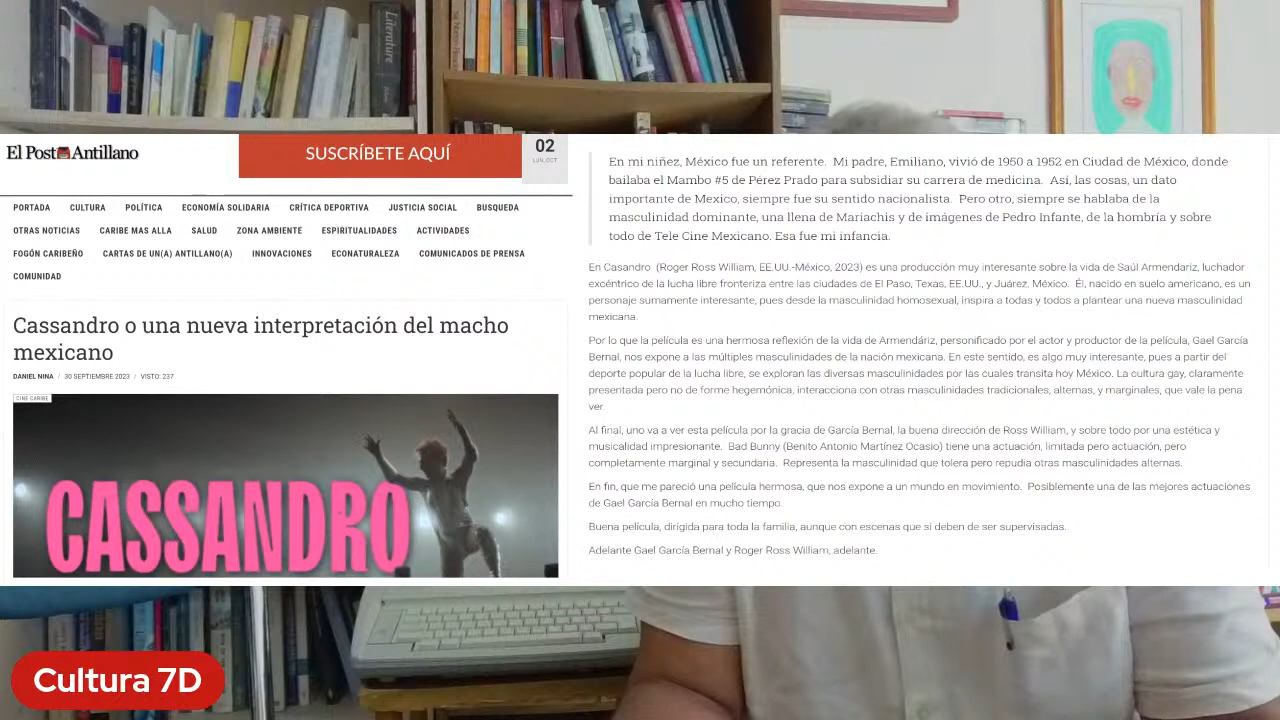 Literature
El Post Antillano
SUSCRÍBETE AQUÍ
02
LUN, OCT
PORTADA CULTURA POLÍTICA ECONOMÍA SOLIDARIA CRÍTICA DEPORTIVA JUSTICIA SOCIAL BUSQUEDA
OTRAS NOTICIAS CARIBE MAS ALLA SALUD ZONA AMBIENTE ESPIRITUALIDADES ACTIVIDADES
FOGÓN CARIBEÑO CARTAS DE UN(A) ANTILLANO(A) INNOVACIONES ECONATURALEZA COMUNICADOS DE PRENSA
COMUNIDAD
Cassandro o una nueva interpretación del macho
mexicano
DANIEL NINA / 30 SEPTIEMBRE 2023 / VISTO: 237
CINE CARIBE
CASSANDRO
En mi niñez, México fue un referente. Mi padre, Emiliano, vivió de 1950 a 1952 en Ciudad de México, donde
bailaba el Mambo #5 de Pérez Prado para subsidiar su carrera de medicina. Así, las cosas, un dato
importante de Mexico, siempre fue su sentido nacionalista. Pero otro, siempre se hablaba de la
masculinidad dominante, una llena de Mariachis y de imágenes de Pedro Infante, de la hombría y sobre
todo de Tele Cine Mexicano. Esa fue mi infancia.
En Casandro (Roger Ross William, EE.UU.-México, 2023) es una producción muy interesante sobre la vida de Saúl Armendariz, luchador
excéntrico de la lucha libre fronteriza entre las ciudades de El Paso, Texas, EE.UU., y Juárez. México. Él, nacido en suelo americano, es un
personaje sumamente interesante, pues desde la masculinidad homosexual, inspira a todas y todos a plantear una nueva masculinidad
mexicana.
Por lo que la película es una hermosa reflexión de la vida de Armendáriz, personificado por el actor y productor de la película, Gael García
Bernal, nos expone a las múltiples masculinidades de la nación mexicana. En este sentido, es algo muy interesante, pues a partir del
deporte popular de la lucha libre, se exploran las diversas masculinidades por las cuales transita hoy México. La cultura gay, claramente
presentada pero no de forme hegemónica, interacciona con otras masculinidades tradicionales, alternas, y marginales, que vale la pena
ver.
Al final, uno va a ver esta película por la gracia de García Bernal, la buena dirección de Ross William, y sobre todo por una estética y
musicalidad impresionante. Bad Bunny (Benito Antonio Martínez Ocasio) tiene una actuación, limitada pero actuación, pero
completamente marginal y secundaria. Representa la masculinidad que tolera pero repudia otras masculinidades alternas.
En fin, que me pareció una película hermosa, que nos expone a un mundo en movimiento. Posiblemente una de las mejores actuaciones
de Gael García Bernal en mucho tiempo.
Buena película, dirigida para toda la familia, aunque con escenas que si deben de ser supervisadas.
Adelante Gael García Bernal y Roger Ross William, adelante.
Cultura 7D